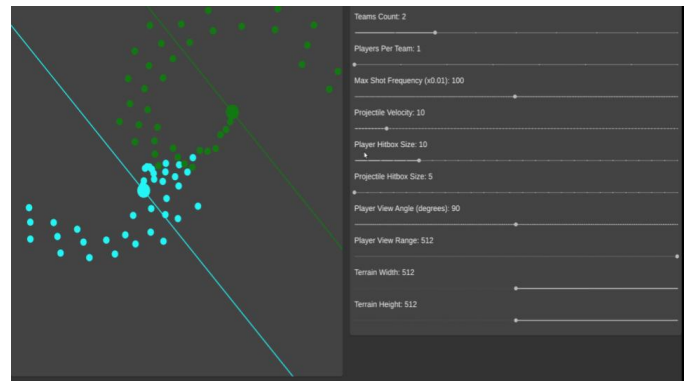 Teams Count: 2
Players Per Team: 1
Max Shot Frequency (x0.01): 100
Projectile Velocity: 10
Player Hitbox Size: 10
Projectile Hitbox Size: 5
Player View Angle (degrees): 90
Player View Range: 512
Terrain Width: 512
Terrain Height: 512